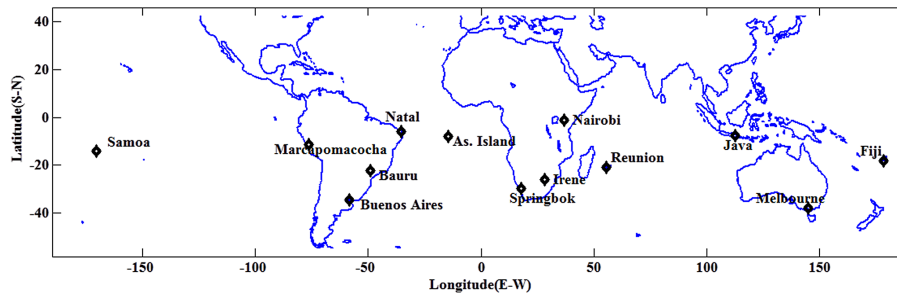 40
20
0
-20
-40
Latitude(S-N)
Samoa
Marcapomacocha
Natal
Bauru
Buenos Aires
As. Island
Nairobi
Springbok
Irene
Reunion
Java
Melbourne
Fiji
-150
-100
-50
0
50
100
150
Longitude(E-W)